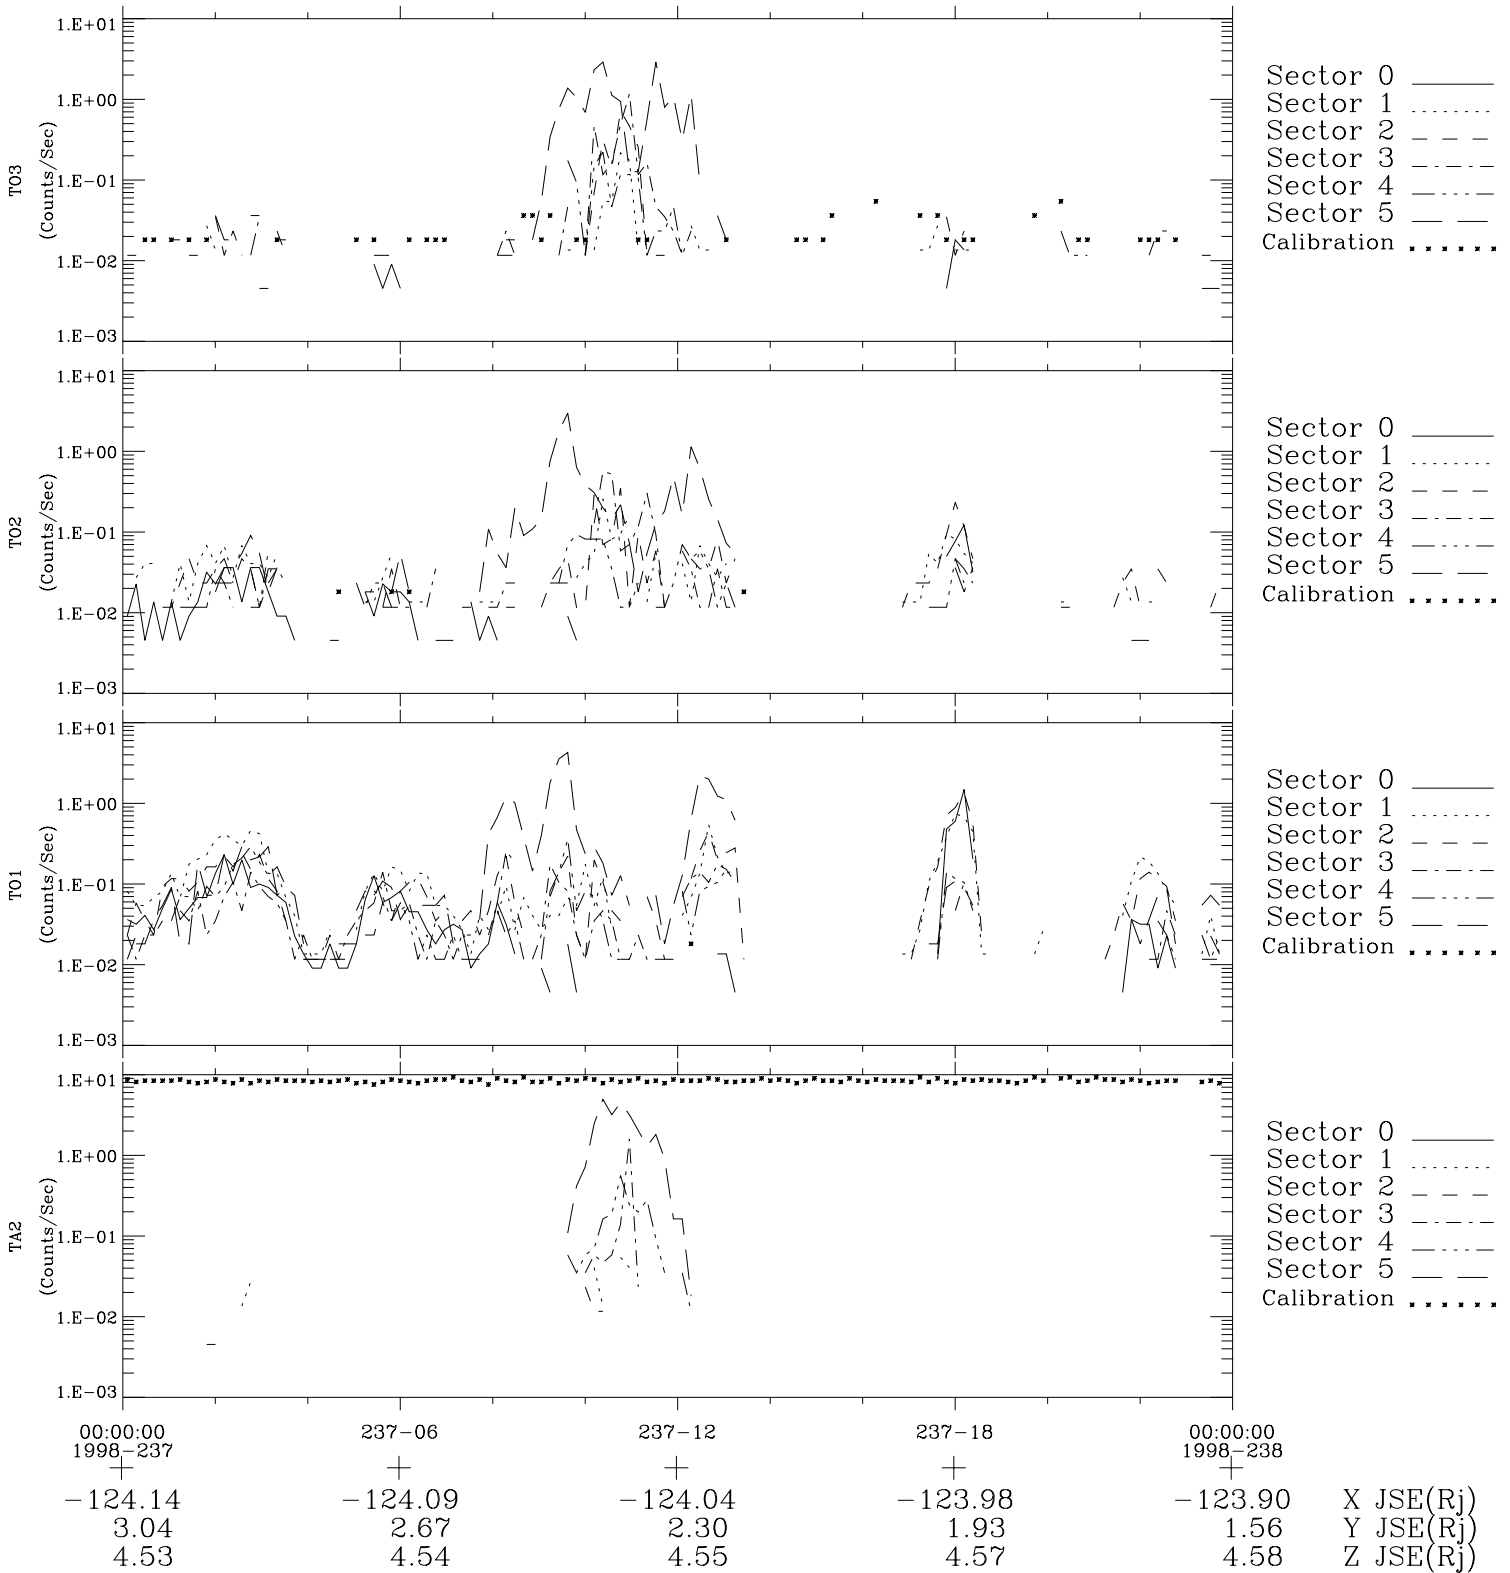 1.E+01
1.E+00
1.E-01
1.E-02
1.E-03
TO3
(Counts/Sec)
Sector 0
Sector 1
Sector 2
Sector 3
Sector 4
Sector 5
Calibration
1.E+01
1.E+00
1.E-01
1.E-02
1.E-03
TO2
(Counts/Sec)
Sector 0
Sector 1
Sector 2
Sector 3
Sector 4
Sector 5
Calibration
1.E+01
1.E+00
1.E-01
1.E-02
1.E-03
TO1
(Counts/Sec)
Sector 0
Sector 1
Sector 2
Sector 3
Sector 4
Sector 5
Calibration
1.E+01
1.E+00
1.E-01
1.E-02
1.E-03
TA2
(Counts/Sec)
Sector 0
Sector 1
Sector 2
Sector 3
Sector 4
Sector 5
Calibration
00:00:00 237-06 237-12 237-18 00:00:00
1998-237 1998-238
-124.14 -124.09 -124.04 -123.98 -123.90 X JSE(Rj)
3.04 2.67 2.30 1.93 1.56 Y JSE(Rj)
4.53 4.54 4.55 4.57 4.58 Z JSE(Rj)